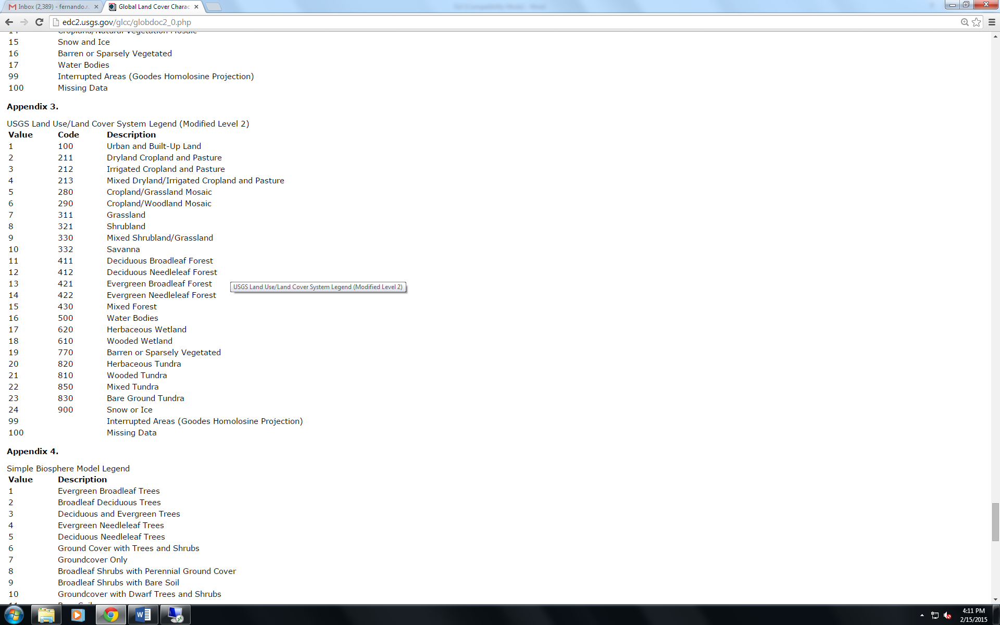 Inbox (2,389) - fernando.r
Global Land Cover Charac
edc2.usgs.gov/glcc/globdoc2_0.php
14 Cropland/Natural Vegetation Mosaic
15 Snow and Ice
16 Barren or Sparsely Vegetated
17 Water Bodies
99 Interrupted Areas (Goodes Homolosine Projection)
100 Missing Data
Appendix 3.
USGS Land Use/Land Cover System Legend (Modified Level 2)
Value Code Description
1 100 Urban and Built-Up Land
2 211 Dryland Cropland and Pasture
3 212 Irrigated Cropland and Pasture
4 213 Mixed Dryland/Irrigated Cropland and Pasture
5 280 Cropland/Grassland Mosaic
6 290 Cropland/Woodland Mosaic
7 311 Grassland
8 321 Shrubland
9 330 Mixed Shrubland/Grassland
10 332 Savanna
11 411 Deciduous Broadleaf Forest
12 412 Deciduous Needleleaf Forest
13 421 Evergreen Broadleaf Forest
USGS Land Use/Land Cover System Legend (Modified Level 2)
14 422 Evergreen Needleleaf Forest
15 430 Mixed Forest
16 500 Water Bodies
17 620 Herbaceous Wetland
18 610 Wooded Wetland
19 770 Barren or Sparsely Vegetated
20 820 Herbaceous Tundra
21 810 Wooded Tundra
22 850 Mixed Tundra
23 830 Bare Ground Tundra
24 900 Snow or Ice
99 Interrupted Areas (Goodes Homolosine Projection)
100 Missing Data
Appendix 4.
Simple Biosphere Model Legend
Value Description
1 Evergreen Broadleaf Trees
2 Broadleaf Deciduous Trees
3 Deciduous and Evergreen Trees
4 Evergreen Needleleaf Trees
5 Deciduous Needleleaf Trees
6 Ground Cover with Trees and Shrubs
7 Groundcover Only
8 Broadleaf Shrubs with Perennial Ground Cover
9 Broadleaf Shrubs with Bare Soil
10 Groundcover with Dwarf Trees and Shrubs
4:11 PM
2/15/2015